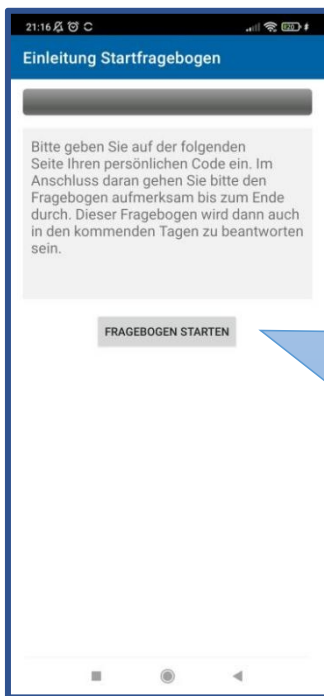 21:16
Einleitung Startfragebogen
Bitte geben Sie auf der folgenden
Seite Ihren persönlichen Code ein. Im
Anschluss daran gehen Sie bitte den
Fragebogen aufmerksam bis zum Ende
durch. Dieser Fragebogen wird dann auch
in den kommenden Tagen zu beantworten
sein.
FRAGEBOGEN STARTEN